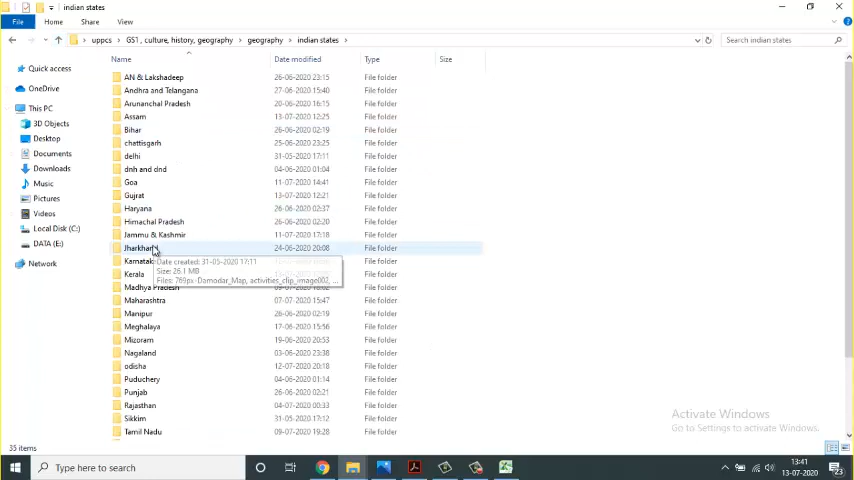 indian states
File Home Share View
uppcs > GS1 , culture, history, geography > geography > indian states >
Search indian states
Name Date modified Type Size
Quick access
OneDrive
This PC
3D Objects
Desktop
Documents
Downloads
Music
Pictures
Videos
Local Disk (C:)
DATA (E:)
Network
AN & Lakshadeep 26-06-2020 23:15 File folder
Andhra and Telangana 27-06-2020 15:40 File folder
Arunanchal Pradesh 20-06-2020 16:15 File folder
Assam 13-07-2020 12:25 File folder
Bihar 26-06-2020 02:19 File folder
chattisgarh 25-06-2020 23:25 File folder
delhi 31-05-2020 17:11 File folder
dnh and dnd 04-06-2020 01:04 File folder
Goa 11-07-2020 14:41 File folder
Gujrat 13-07-2020 12:21 File folder
Haryana 26-06-2020 02:37 File folder
Himachal Pradesh 26-06-2020 02:20 File folder
Jammu & Kashmir 11-07-2020 17:18 File folder
Jharkhand 24-06-2020 20:08 File folder
Karnatak File folder
Date created: 31-05-2020 17:11
Size: 26.1 MB
Files: 769px-Damodar_Map, activities_clip_image002, ...
Kerala File folder
Madhya Pradesh File folder
Maharashtra 07-07-2020 15:50 File folder
Manipur 26-06-2020 02:19 File folder
Meghalaya 17-06-2020 15:56 File folder
Mizoram 19-06-2020 20:53 File folder
Nagaland 03-06-2020 23:38 File folder
odisha 12-07-2020 20:18 File folder
Puduchery 04-06-2020 01:14 File folder
Punjab 26-06-2020 02:21 File folder
Rajasthan 04-07-2020 00:33 File folder
Sikkim 31-05-2020 17:12 File folder
Tamil Nadu 09-07-2020 19:28 File folder
Activate Windows
Go to Settings to activate Windows.
35 items
Type here to search
13:41
13-07-2020
23